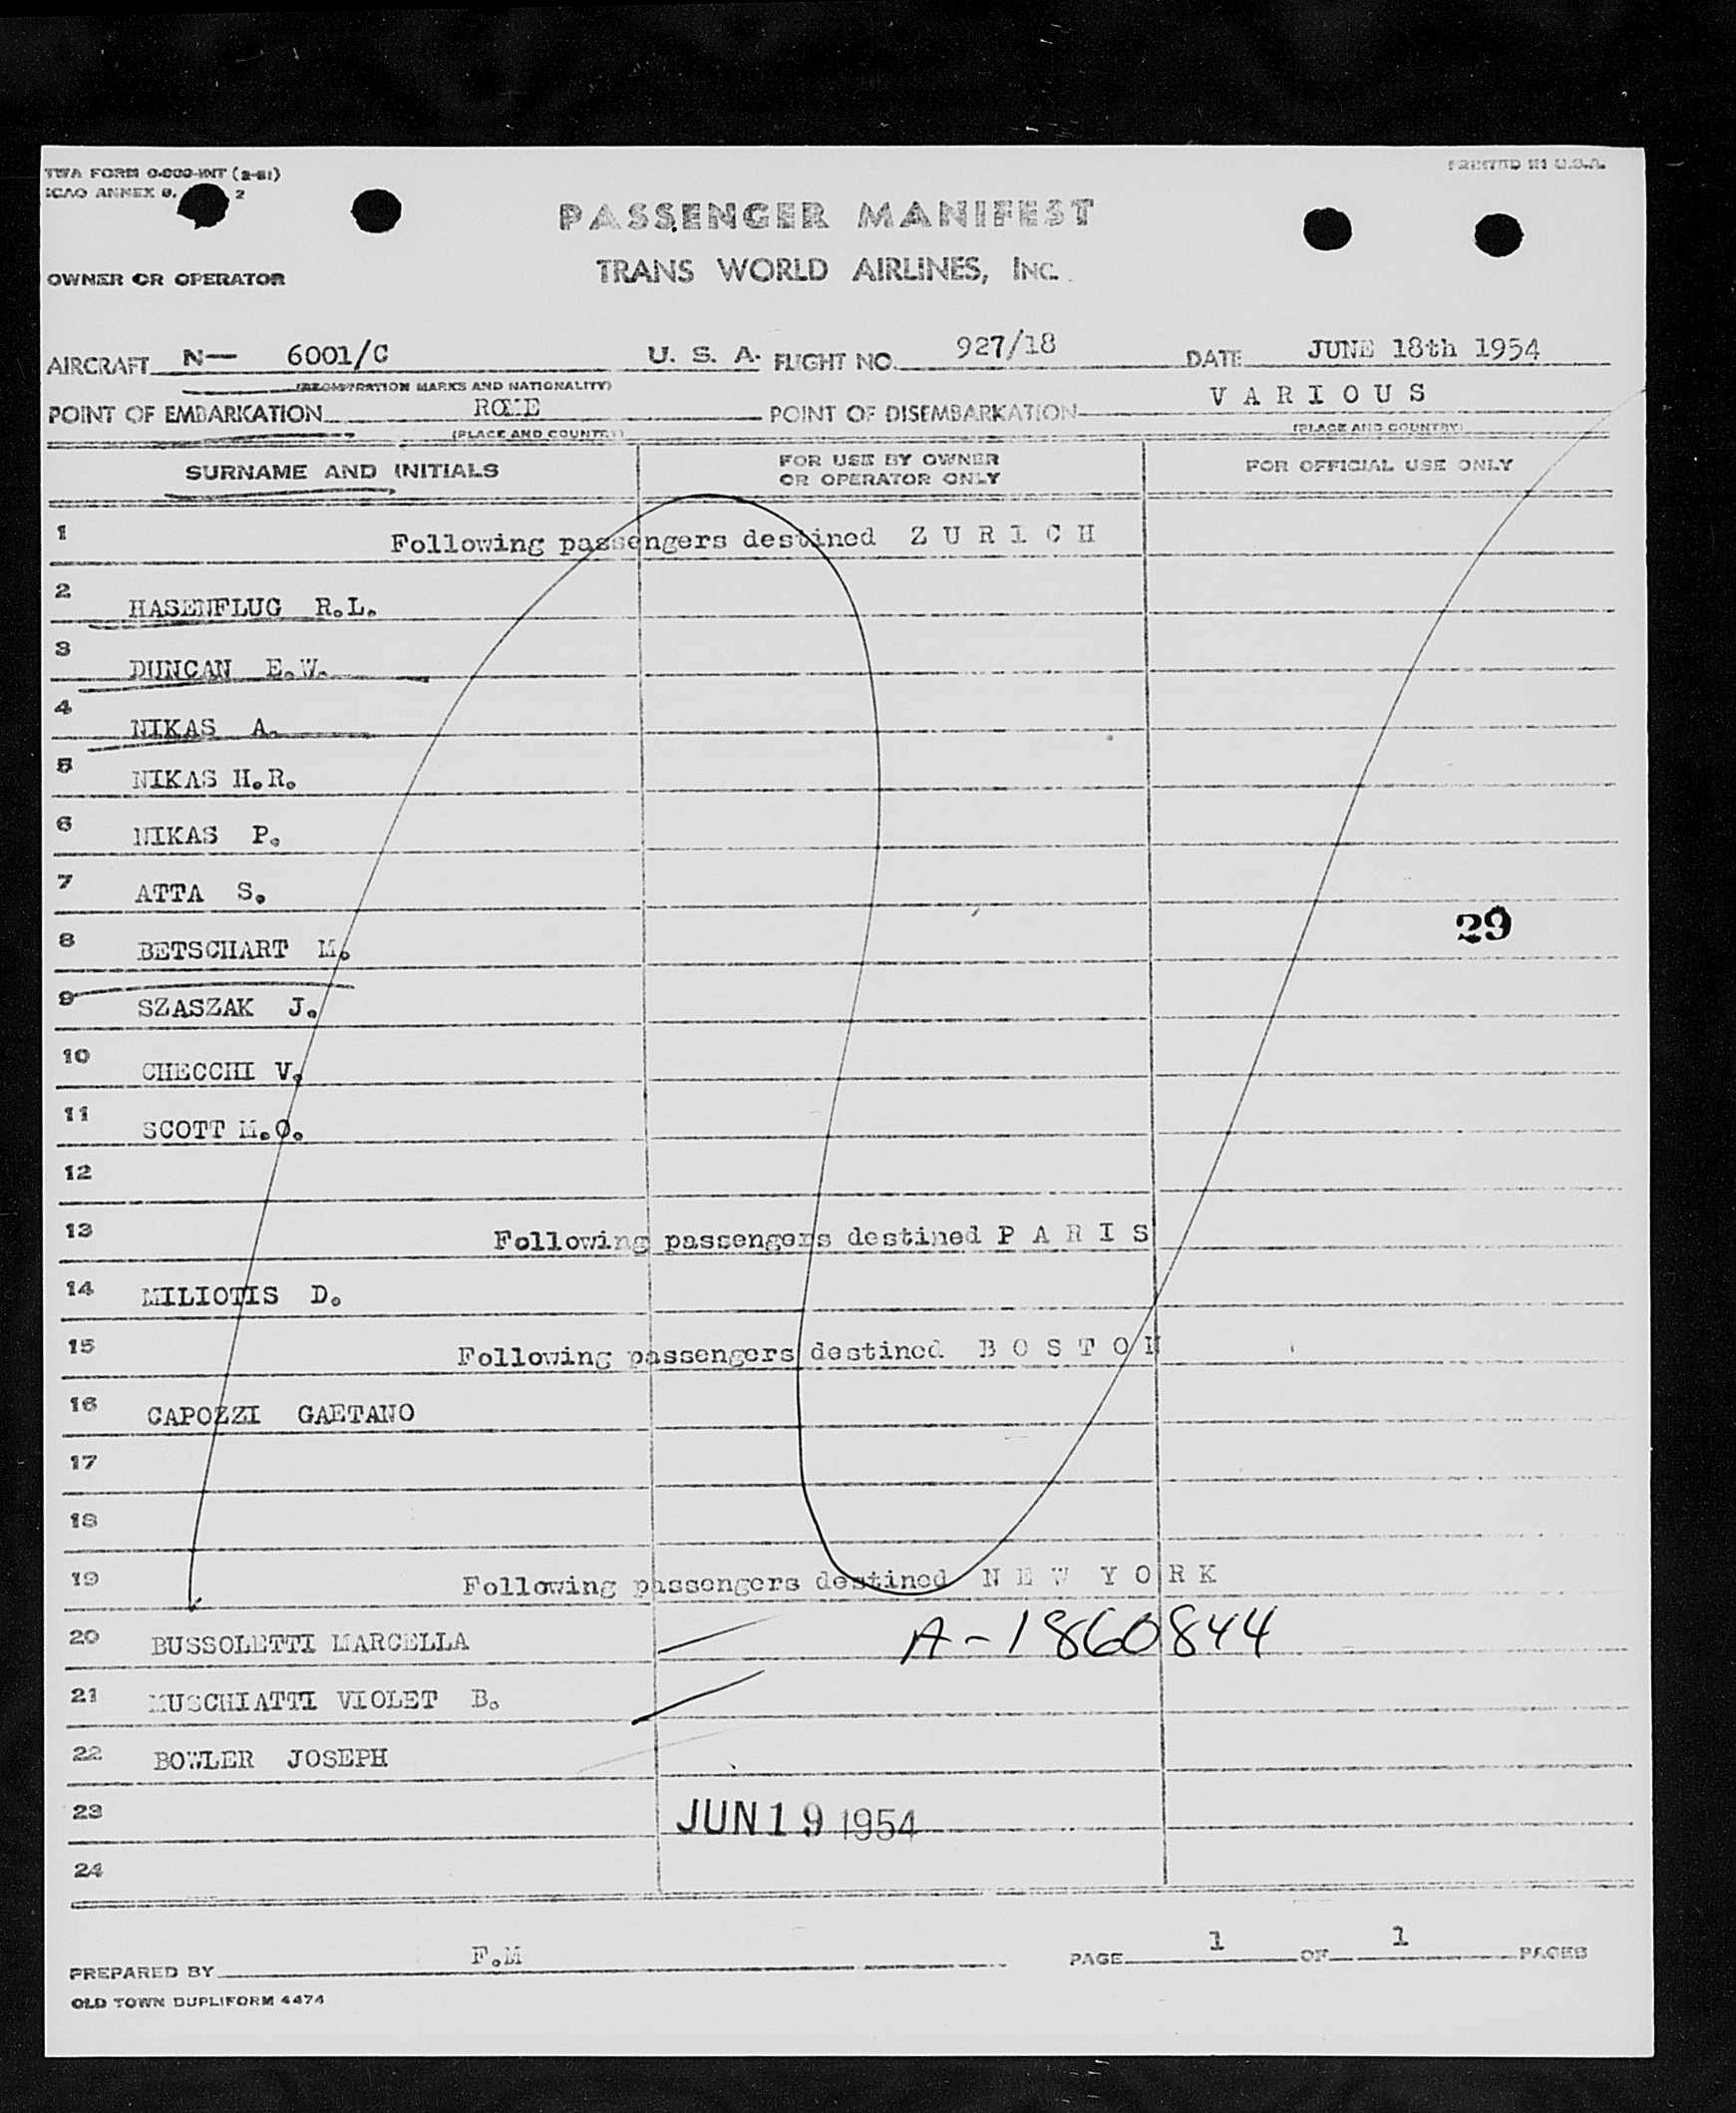 TWA FORM
ICAO ANNEX 9, 2
PRINTED IN U.S.A.
PASSENGER MANIFEST
OWNER OR OPERATOR
TRANS WORLD AIRLINES, INC.
AIRCRAFT N— 6001/C U. S. A. FLIGHT NO. 927/18 DATE JUNE 18th 1954
(REGISTRATION MARKS AND NATIONALITY)
POINT OF EMBARKATION ROME POINT OF DISEMBARKATION V A R I O U S
(PLACE AND COUNTRY) (PLACE AND COUNTRY)
SURNAME AND INITIALS FOR USE BY OWNER OR OPERATOR ONLY FOR OFFICIAL USE ONLY
1 Following passengers destined Z U R I C H
2 HASENFLUG R.L.
3 DUNCAN E.W.
4 NIKAS A.
5 NIKAS H.R.
6 NIKAS P.
7 ATTA S.
29
8 BETSCHART M.
9 SZASZAK J.
10 CHECCHI V.
11 SCOTT M.O.
12
13 Following passengers destined P A R I S
14 MILIOTIS D.
15 Following passengers destined B O S T O N
16 CAPOZZI GAETANO
17
18
19 Following passengers destined N E W Y O R K
20 BUSSOLETTI MARCELLA A-1860844
21 MUSCHIATTI VIOLET B.
22 BOWLER JOSEPH
23 JUN 19 1954
24
PREPARED BY F.M PAGE 1 OF 1 PAGES
OLD TOWN DUPLIFORM 4474